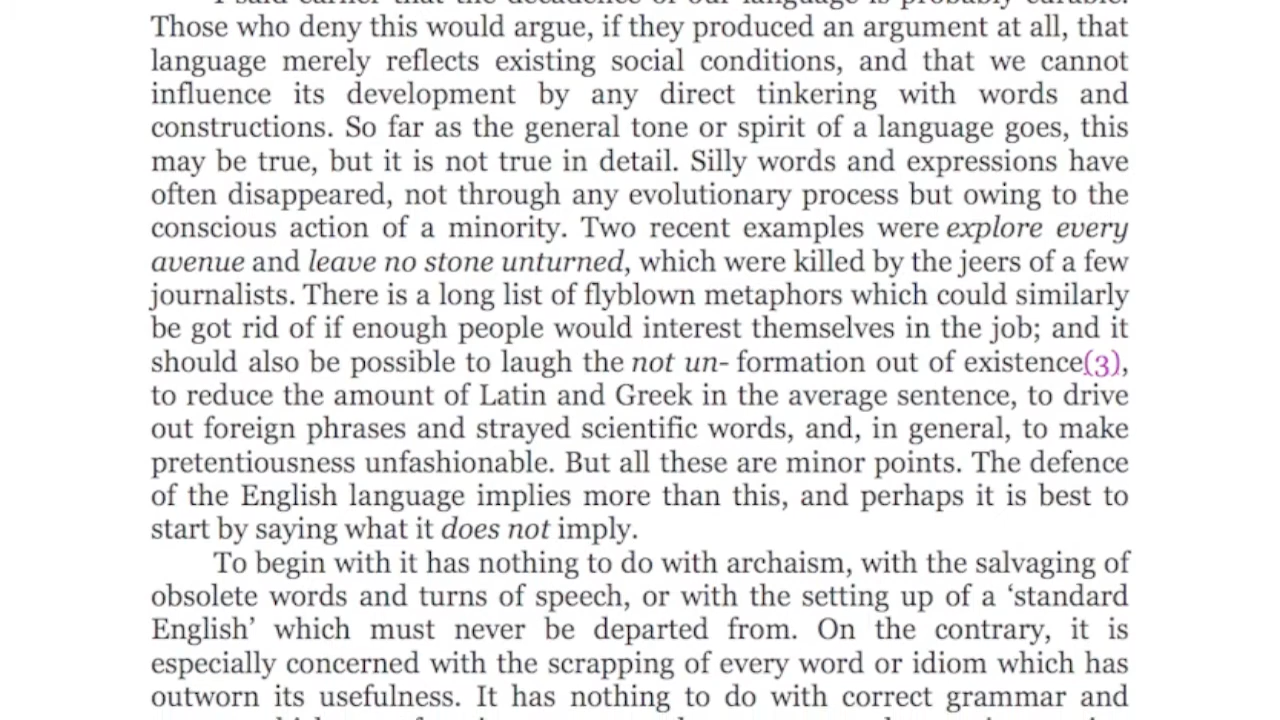 I said earlier that the decadence of our language is probably curable.
Those who deny this would argue, if they produced an argument at all, that
language merely reflects existing social conditions, and that we cannot
influence its development by any direct tinkering with words and
constructions. So far as the general tone or spirit of a language goes, this
may be true, but it is not true in detail. Silly words and expressions have
often disappeared, not through any evolutionary process but owing to the
conscious action of a minority. Two recent examples were explore every
avenue and leave no stone unturned, which were killed by the jeers of a few
journalists. There is a long list of flyblown metaphors which could similarly
be got rid of if enough people would interest themselves in the job; and it
should also be possible to laugh the not un- formation out of existence(3),
to reduce the amount of Latin and Greek in the average sentence, to drive
out foreign phrases and strayed scientific words, and, in general, to make
pretentiousness unfashionable. But all these are minor points. The defence
of the English language implies more than this, and perhaps it is best to
start by saying what it does not imply.
To begin with it has nothing to do with archaism, with the salvaging of
obsolete words and turns of speech, or with the setting up of a ‘standard
English’ which must never be departed from. On the contrary, it is
especially concerned with the scrapping of every word or idiom which has
outworn its usefulness. It has nothing to do with correct grammar and